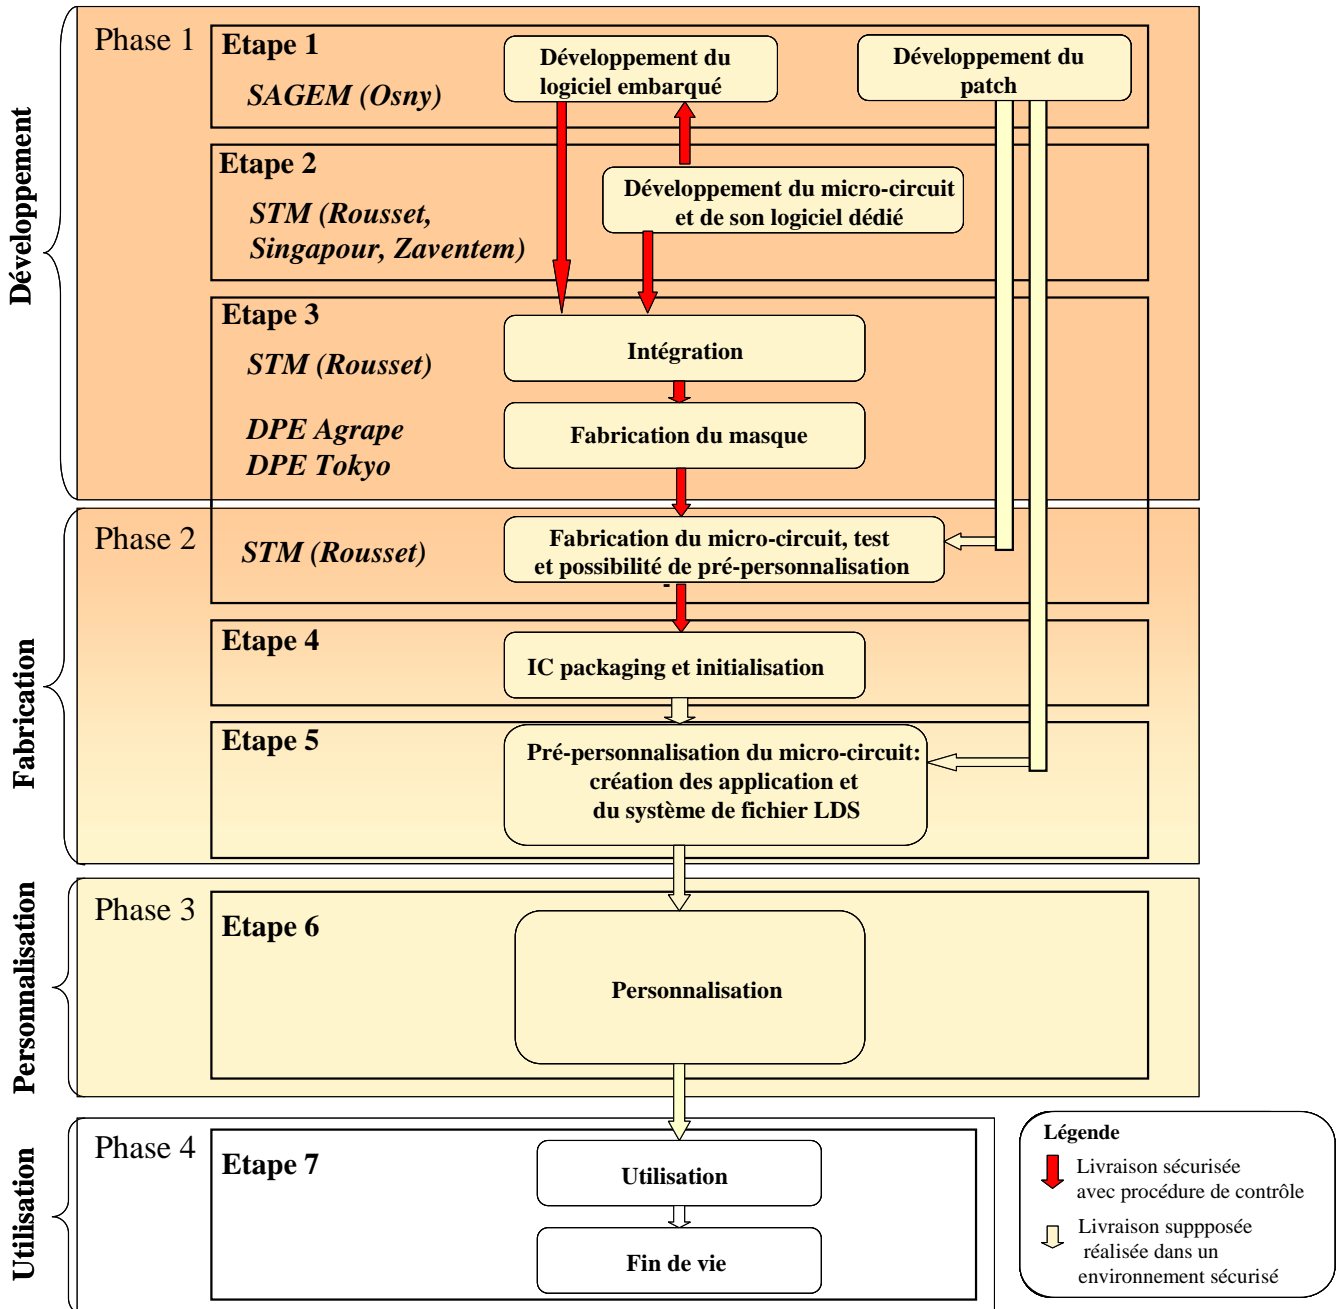 Développement
Phase 1
Etape 1
SAGEM (Osny)
Développement du
logiciel embarqué
Développement du
patch
Etape 2
STM (Rousset,
Singapour, Zaventem)
Développement du micro-circuit
et de son logiciel dédié
Etape 3
STM (Rousset)
Intégration
DPE Agrape
DPE Tokyo
Fabrication du masque
Fabrication
Phase 2
STM (Rousset)
Fabrication du micro-circuit, test
et possibilité de pré-personnalisation
Etape 4
IC packaging et initialisation
Etape 5
Pré-personnalisation du micro-circuit:
création des application et
du système de fichier LDS
Personnalisation
Phase 3
Etape 6
Personnalisation
Utilisation
Phase 4
Etape 7
Utilisation
Fin de vie
Légende
Livraison sécurisée
avec procédure de contrôle
Livraison suppposée
réalisée dans un
environnement sécurisé